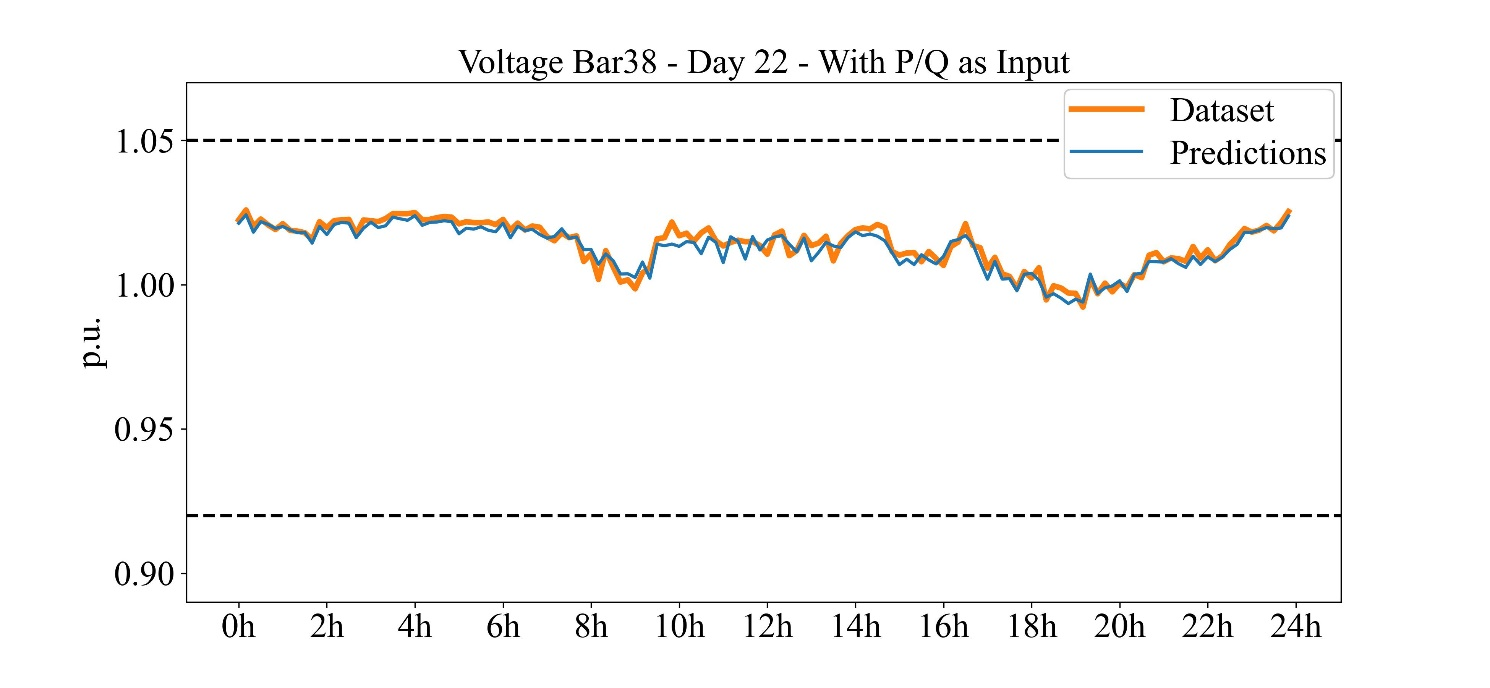 Voltage Bar38 - Day 22 - With P/Q as Input
Dataset
Predictions
1.05
1.00
0.95
0.90
p.u.
0h 2h 4h 6h 8h 10h 12h 14h 16h 18h 20h 22h 24h